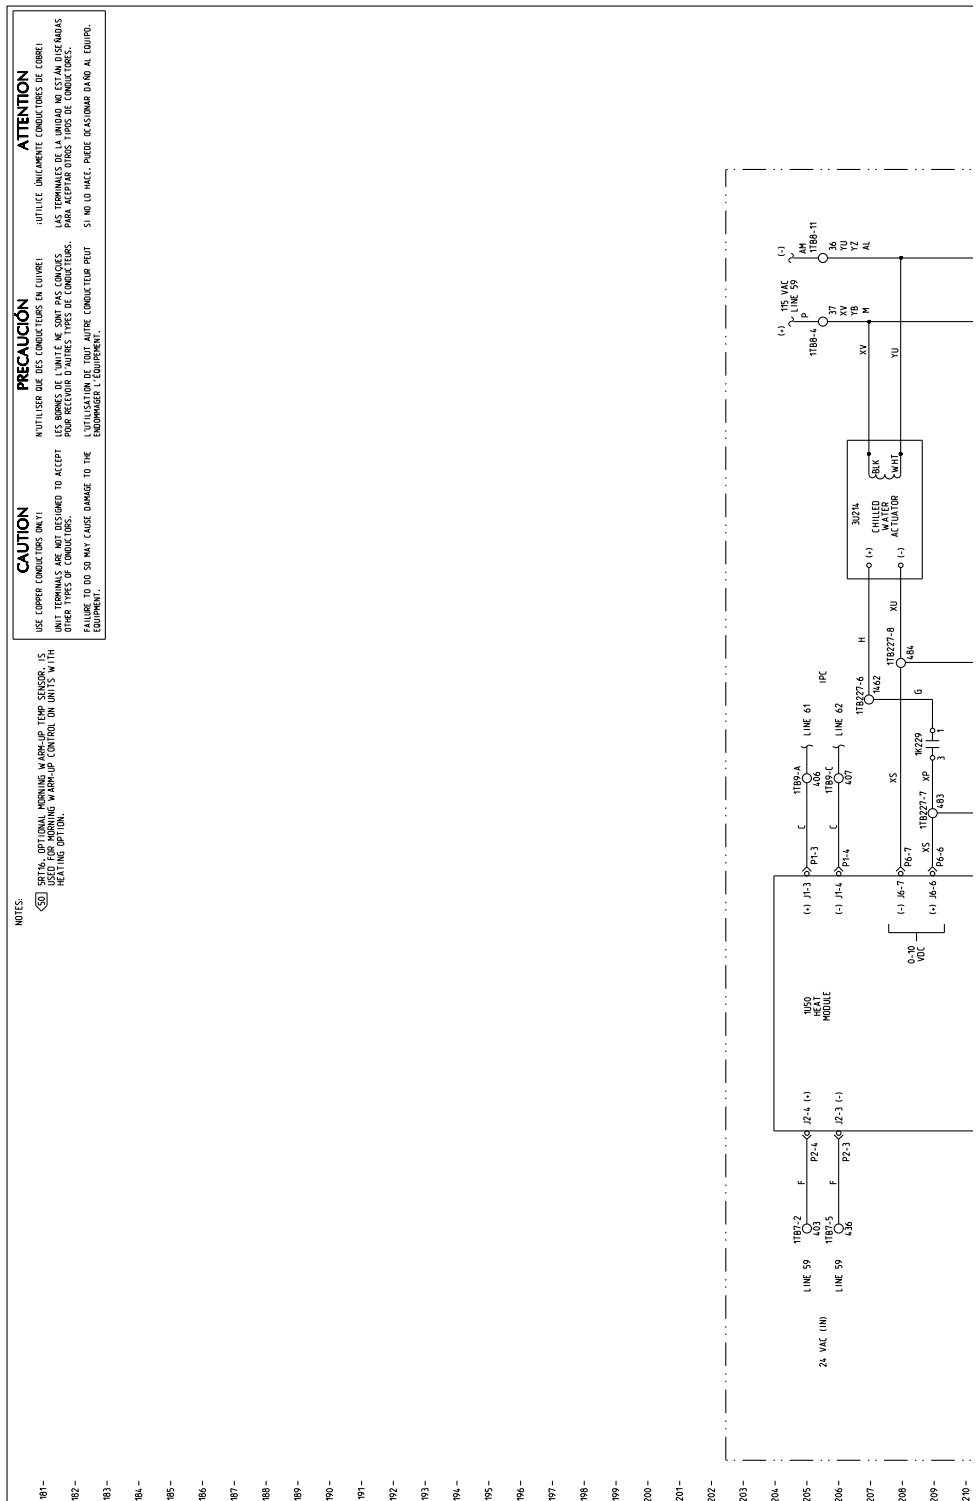 CAUTION
USE COPPER CONDUCTORS ONLY!
UNIT TERMINALS ARE NOT DESIGNED TO ACCEPT
OTHER TYPES OF CONDUCTORS.
FAILURE TO DO SO MAY CAUSE DAMAGE TO THE
EQUIPMENT.
PRECAUCIÓN
N'UTILISER QUE DES CONDUCTEURS EN CUIVRE!
LES BORNES DE L'UNITÉ NE SONT PAS CONÇUES
POUR RECEVOIR D'AUTRES TYPES DE CONDUCTEURS.
L'UTILISATION DE TOUT AUTRE CONDUCTEUR PEUT
ENDOMMAGER L'ÉQUIPEMENT.
ATTENTION
¡UTILICE ÚNICAMENTE CONDUCTORES DE COBRE!
LAS TERMINALES DE LA UNIDAD NO ESTÁN DISEÑADAS
PARA ACEPTAR OTROS TIPOS DE CONDUCTORES.
SI NO LO HACE, PUEDE OCASIONAR DAÑO AL EQUIPO.
NOTES:
50 5RT16, OPTIONAL MORNING WARM-UP TEMP SENSOR, IS
USED FOR MORNING WARM-UP CONTROL ON UNITS WITH
HEATING OPTION.
181-
182-
183-
184-
185-
186-
187-
188-
189-
190-
191-
192-
193-
194-
195-
196-
197-
198-
199-
200-
201-
202-
203-
204-
205-
206-
207-
208-
209-
210-
24 VAC (IN)
LINE 59
1TB7-2
403
F
P2-4
J2-4 (+)
LINE 59
1TB7-5
436
F
P2-3
J2-3 (-)
1U50
HEAT
MODULE
(+) J1-3
P1-3
C
1TB9-A
406
LINE 61
(-) J1-4
P1-4
C
1TB9-C
407
LINE 62
IPC
0-10
VDC
(-) J6-7
P6-7
XS
1TB227-8
484
XU
(-)
(+) J6-6
P6-6
XS
1TB227-7
483
XP
3
1K229
1
G
1TB227-6
1462
H
(+)
3U214
CHILLED
WATER
ACTUATOR
BLK
WHT
XV
YU
1TB8-4
37
XV
YB
M
P
(+)
115 VAC
LINE 59
(-)
AM
1TB8-11
36
YU
YZ
AL